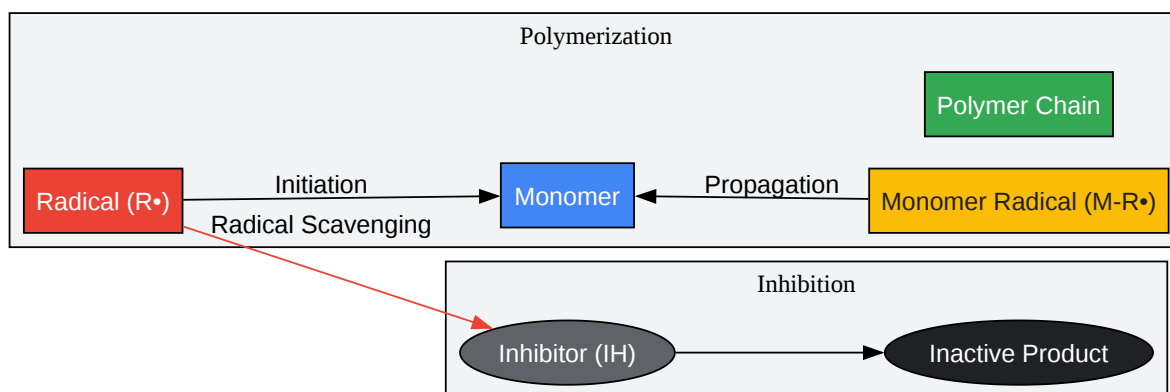 Polymerization
Polymer Chain
Radical (R•)
Initiation
Monomer
Propagation
Monomer Radical (M-R•)
Radical Scavenging
Inhibition
Inhibitor (IH)
Inactive Product